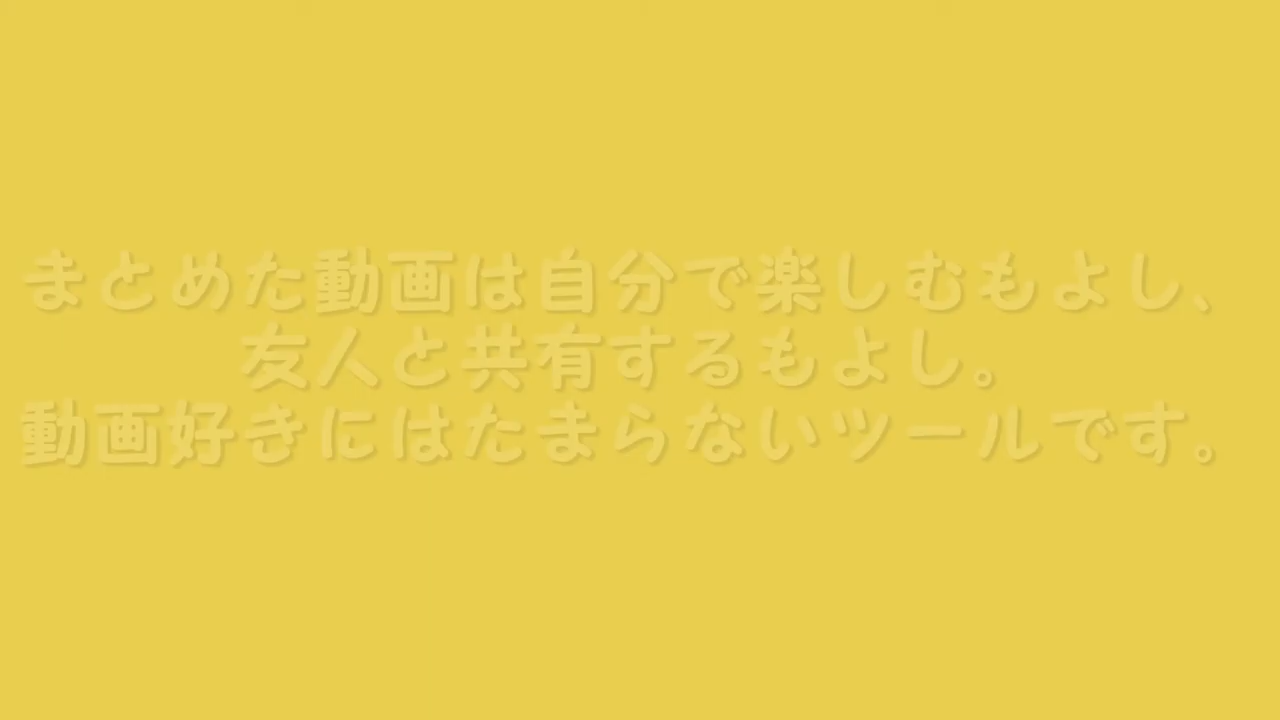 まとめた動画は自分で楽しむもよし、
友人と共有するもよし。
動画好きにはたまらないツールです。